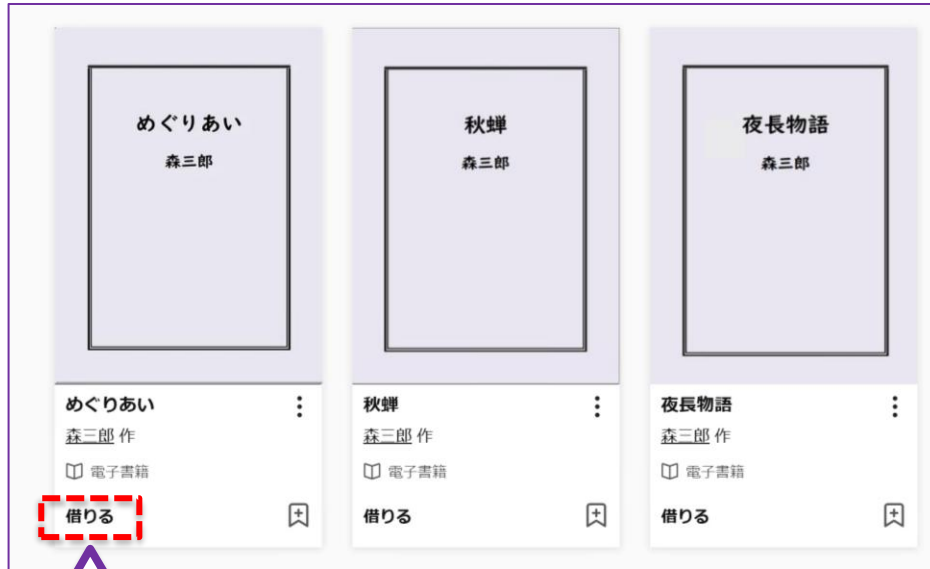 めぐりあい
森三郎
めぐりあい
森三郎 作
電子書籍
借りる
秋蝉
森三郎
秋蝉
森三郎 作
電子書籍
借りる
夜長物語
森三郎
夜長物語
森三郎 作
電子書籍
借りる